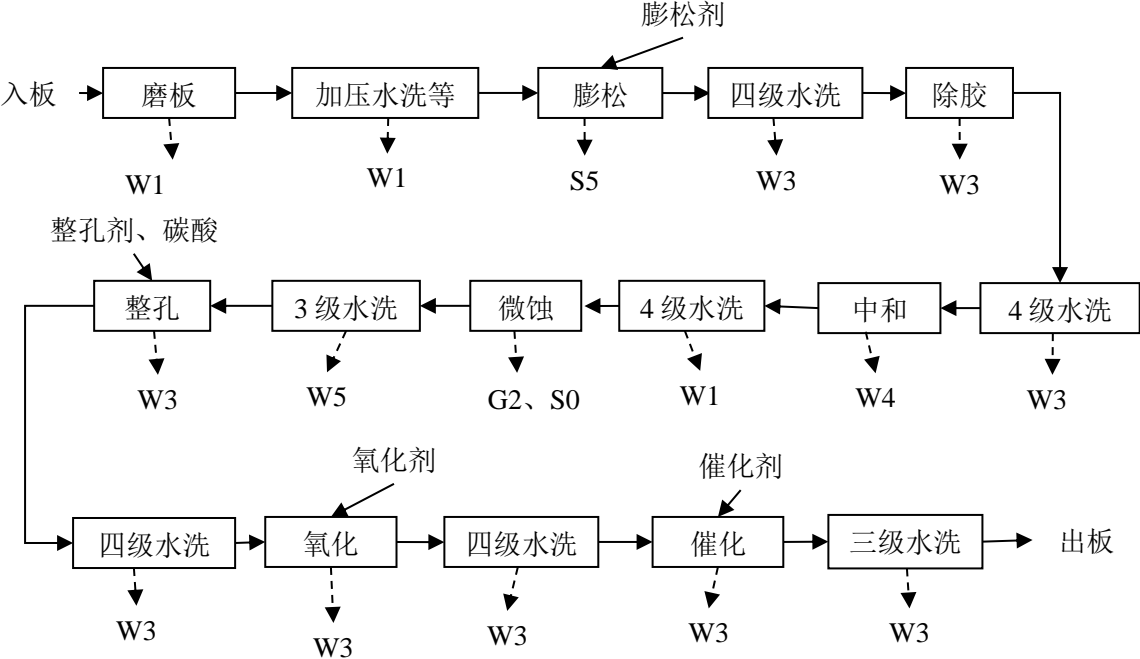 膨松剂
入板 磨板 加压水洗等 膨松 四级水洗 除胶
W1 W1 S5 W3 W3
整孔剂、碳酸
整孔 3 级水洗 微蚀 4 级水洗 中和 4 级水洗
W3 W5 G2、S0 W1 W4 W3
氧化剂 催化剂
四级水洗 氧化 四级水洗 催化 三级水洗 出板
W3 W3 W3 W3 W3